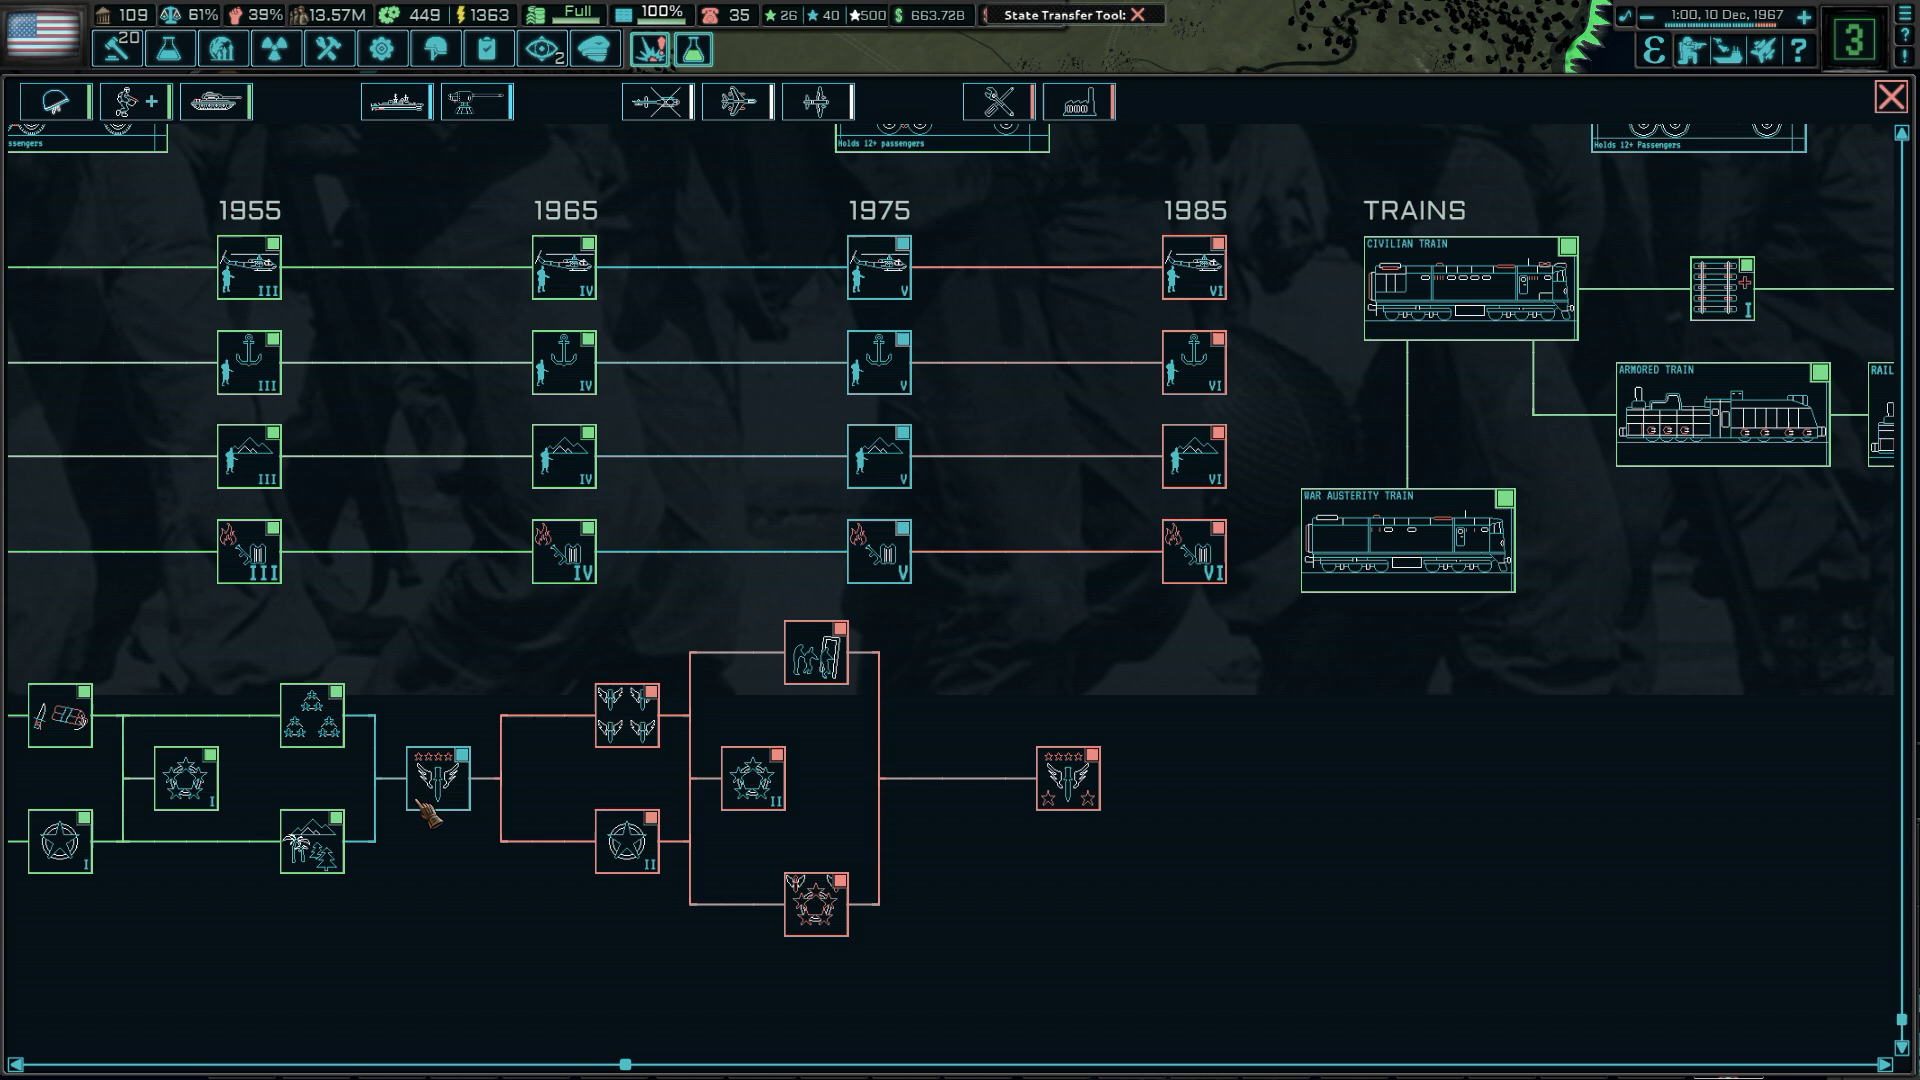 109 61% 39% 13.57M 449 1363 Full 100% 35 26 40 500 $ 663.72B State Transfer Tool: 1:00, 10 Dec, 1967
20
2
ε
?
3
?
!
ssengers
Holds 12+ passengers
Holds 12+ Passengers
1955 1965 1975 1985 TRAINS
CIVILIAN TRAIN
III IV V VI
I
ARMORED TRAIN
RAIL
III IV V VI
III IV V VI
WAR AUSTERITY TRAIN
III IV V VI
I
II
I
II